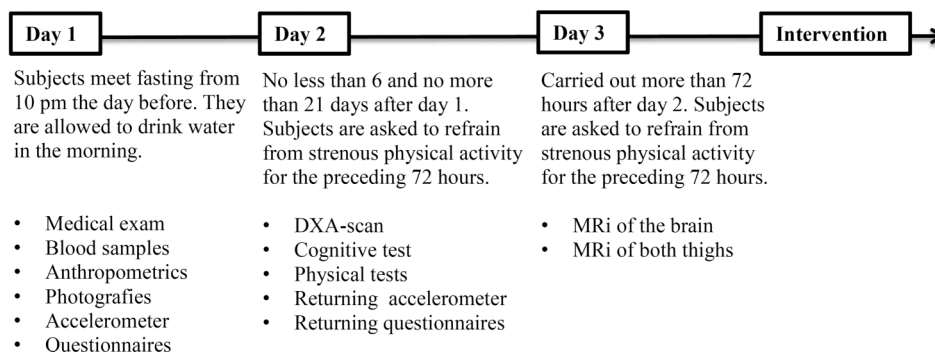 Day 1
Day 2
Day 3
Intervention
Subjects meet fasting from
10 pm the day before. They
are allowed to drink water
in the morning.
• Medical exam
• Blood samples
• Anthropometrics
• Photografies
• Accelerometer
• Questionnaires
No less than 6 and no more
than 21 days after day 1.
Subjects are asked to refrain
from strenous physical activity
for the preceding 72 hours.
• DXA-scan
• Cognitive test
• Physical tests
• Returning accelerometer
• Returning questionnaires
Carried out more than 72
hours after day 2. Subjects
are asked to refrain from
strenous physical activity
for the preceding 72 hours.
• MRi of the brain
• MRi of both thighs